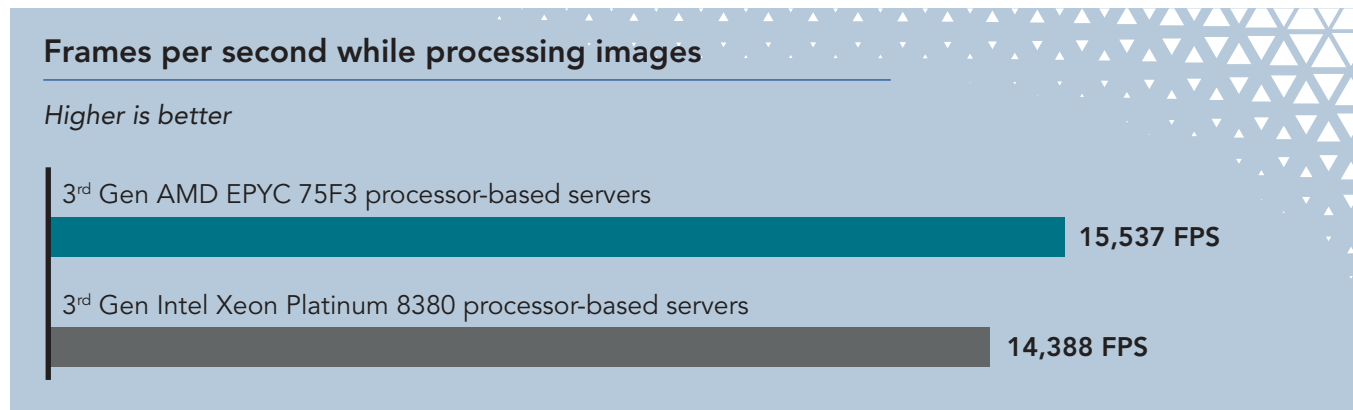 Frames per second while processing images
Higher is better
3rd Gen AMD EPYC 75F3 processor-based servers
15,537 FPS
3rd Gen Intel Xeon Platinum 8380 processor-based servers
14,388 FPS